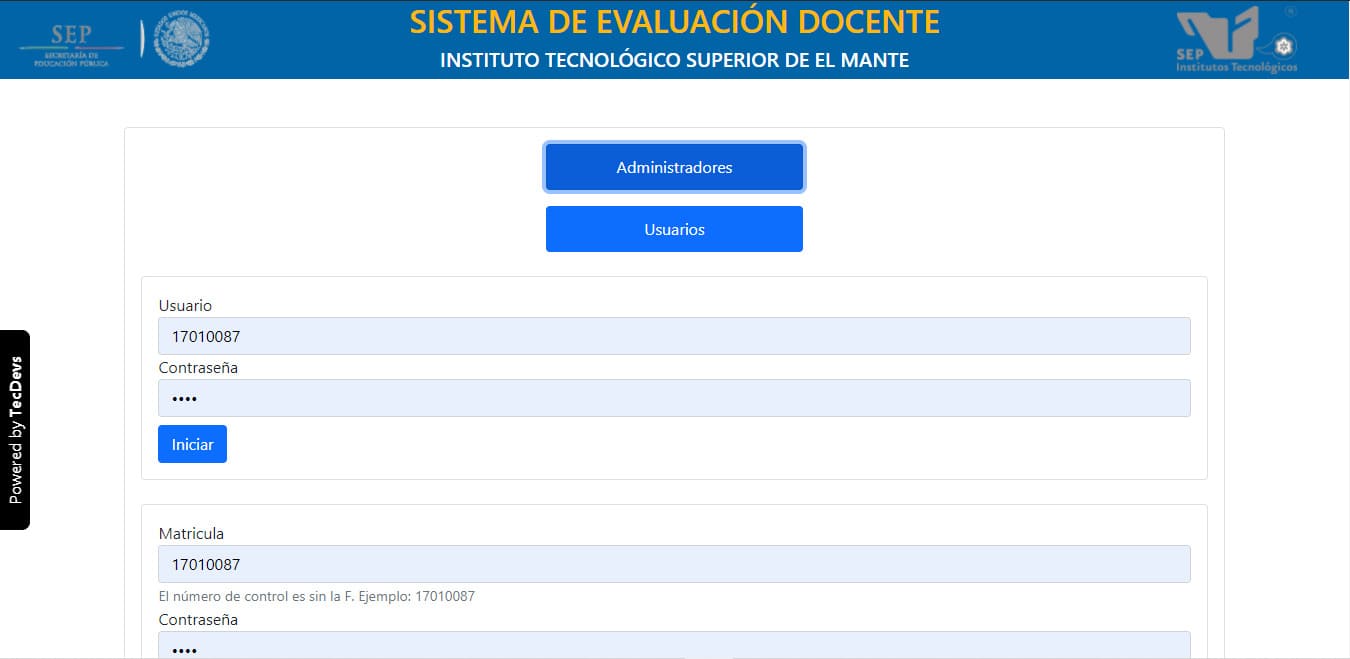 SISTEMA DE EVALUACIÓN DOCENTE
INSTITUTO TECNOLÓGICO SUPERIOR DE EL MANTE
SEP
SECRETARÍA DE
EDUCACIÓN PÚBLICA
SEP
Institutos Tecnológicos
®
Administradores
Usuarios
Usuario
17010087
Contraseña
••••
Iniciar
Powered by TecDevs
Matricula
17010087
El número de control es sin la F. Ejemplo: 17010087
Contraseña
••••